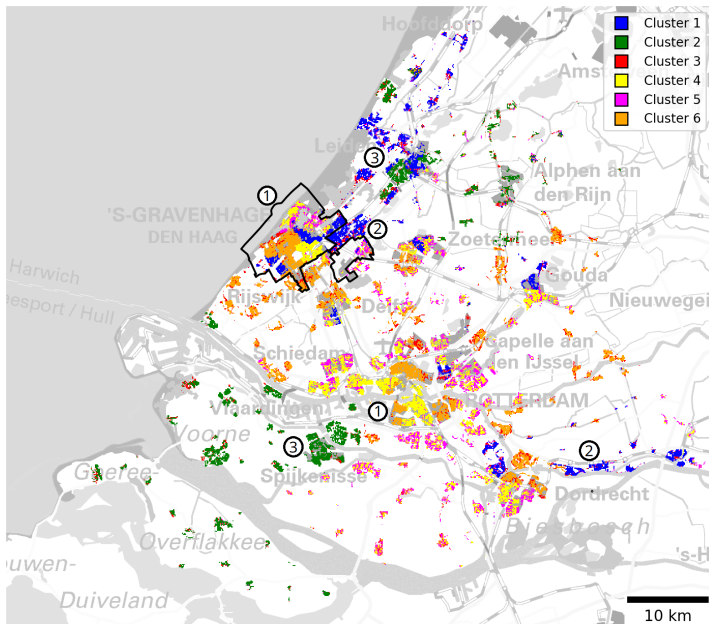 Hoofddorp
Cluster 1
Cluster 2
Cluster 3
Cluster 4
Cluster 5
Cluster 6
Leiden
3
Alphen aan
den Rijn
1
'S-GRAVENHAGE
DEN HAAG
2
Zoetermeer
Harwich
Gouda
Rijswijk
Delft
Nieuwegei
eesport / Hull
Schiedam
Capelle aan
den IJssel
Vlaardingen
1
ROTTERDAM
Voorne
3
2
Spijkenisse
Goeree-
Dordrecht
Biesbosch
Overflakkee
's-H
ouwen-
Duiveland
10 km